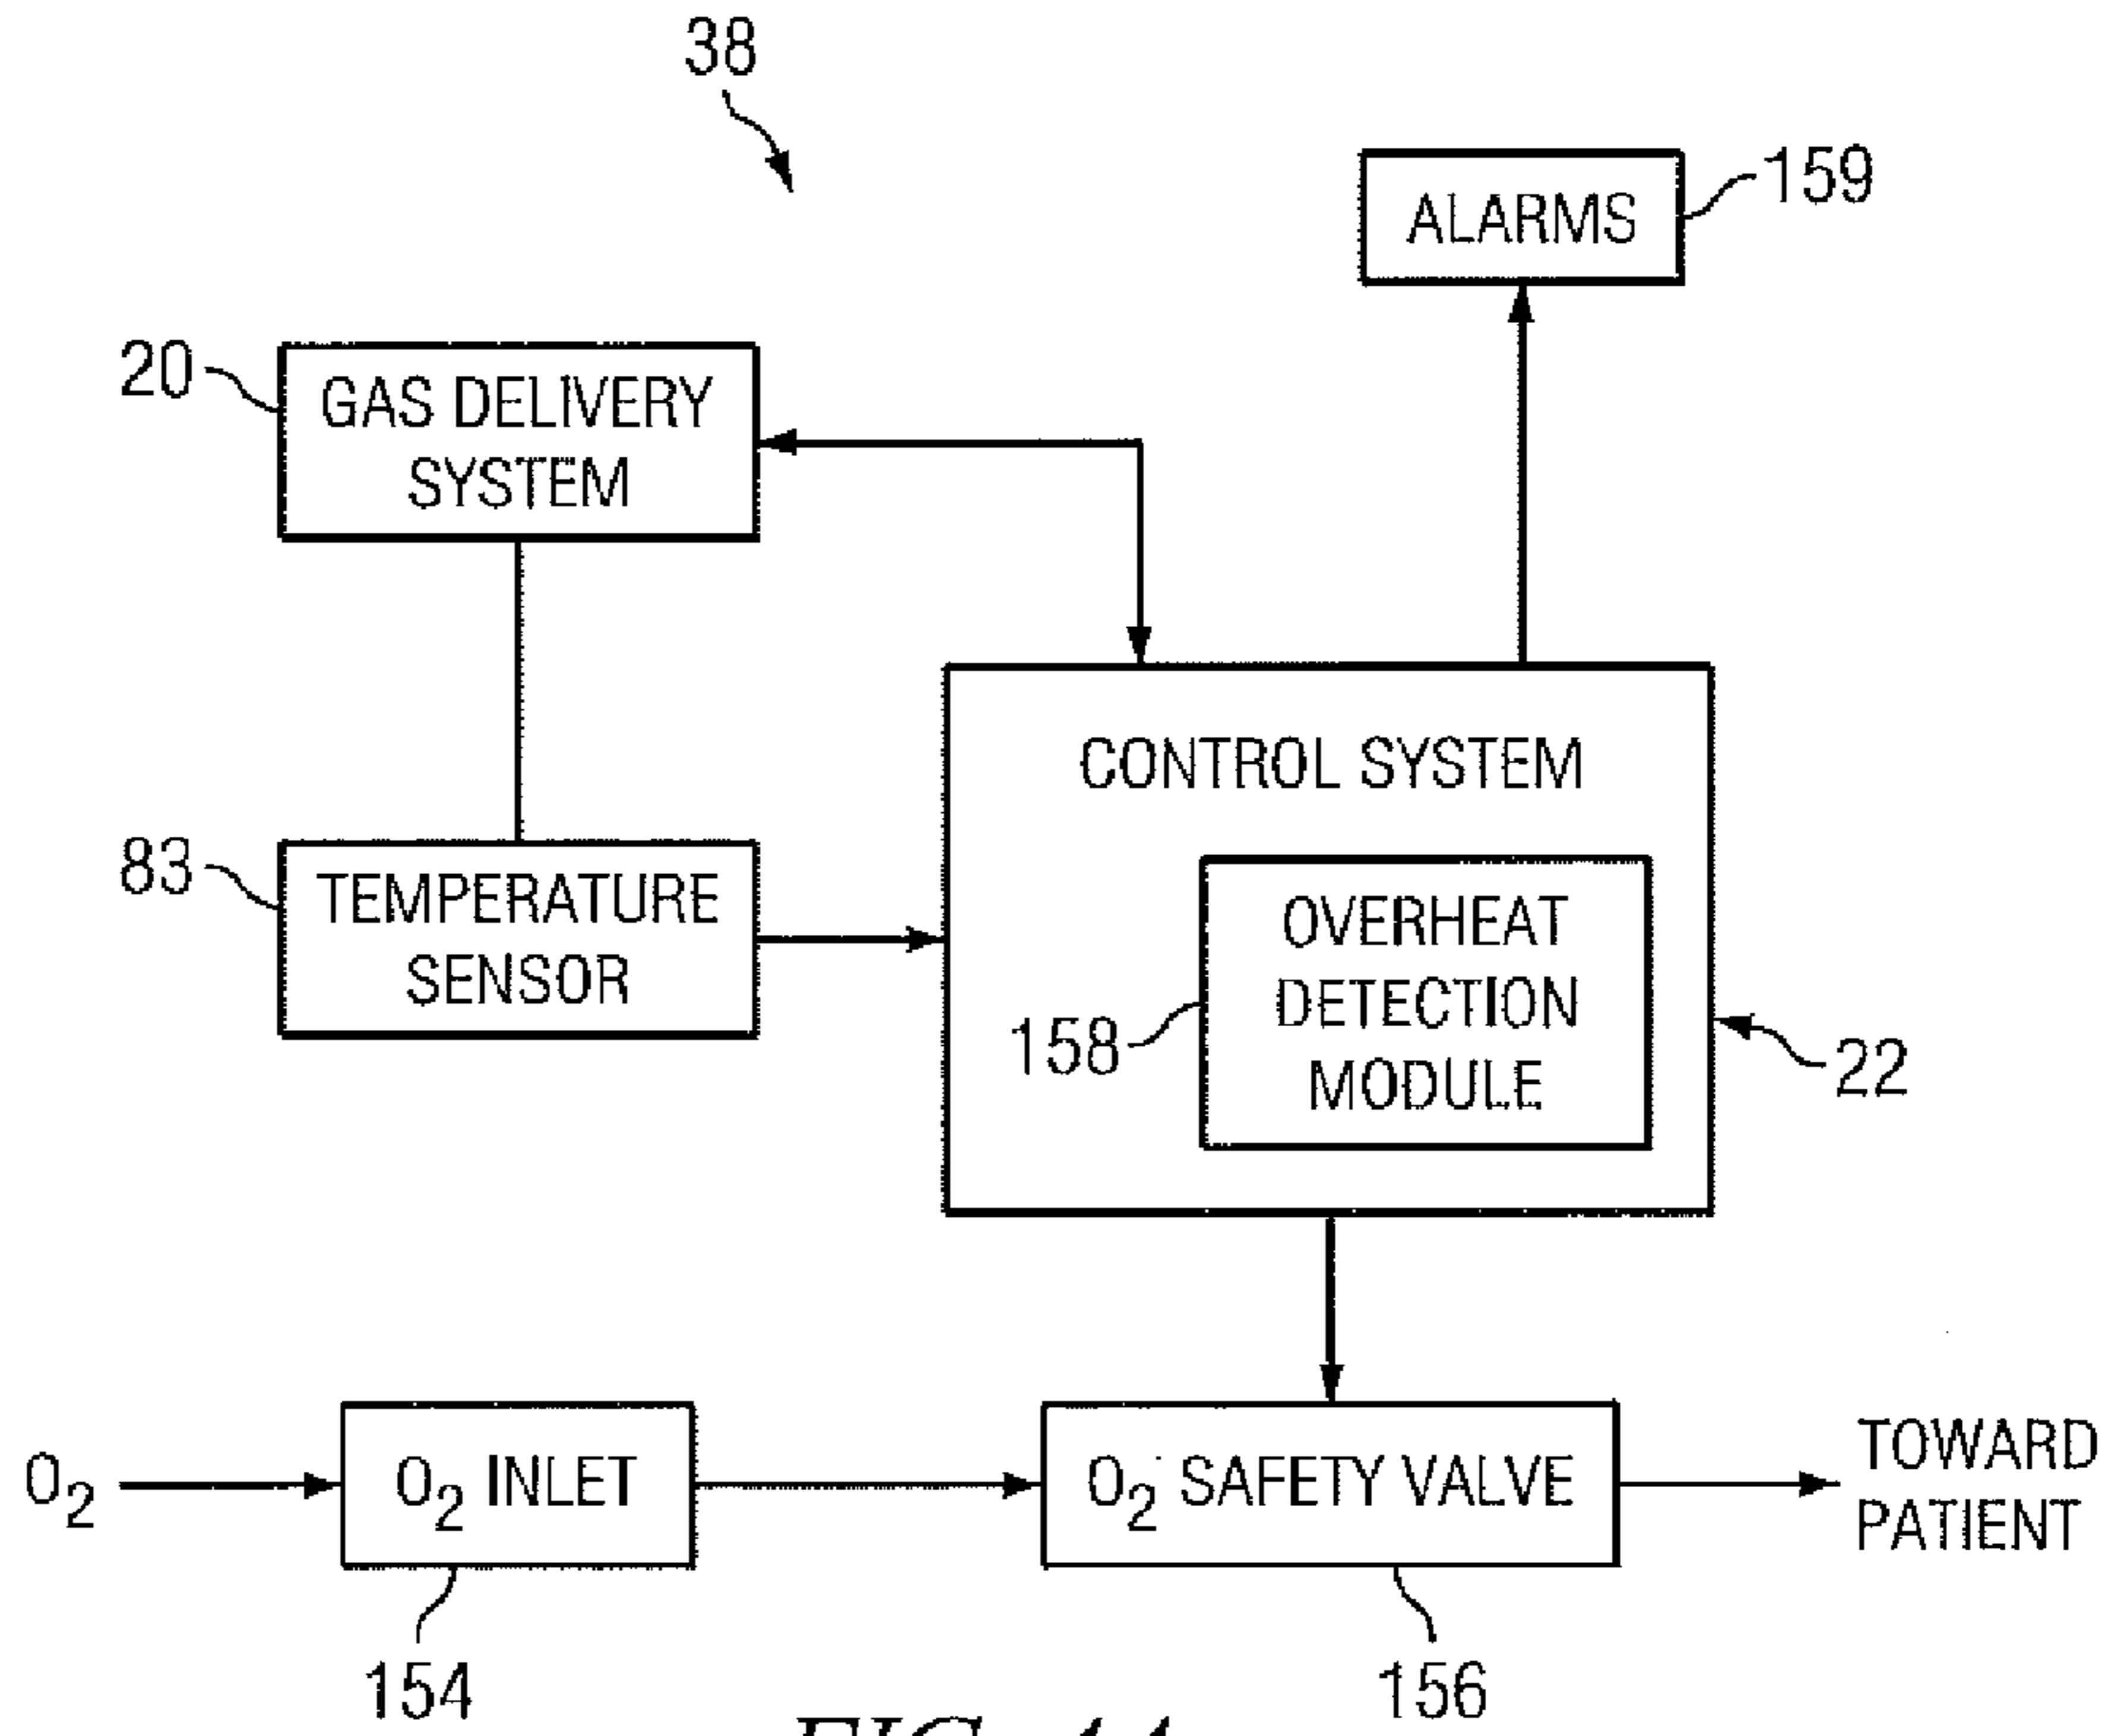 38
ALARMS
159
20
GAS DELIVERY
SYSTEM
CONTROL SYSTEM
83
TEMPERATURE
SENSOR
OVERHEAT
DETECTION
MODULE
158
22
O2
O2 INLET
O2 SAFETY VALVE
TOWARD
PATIENT
154
156